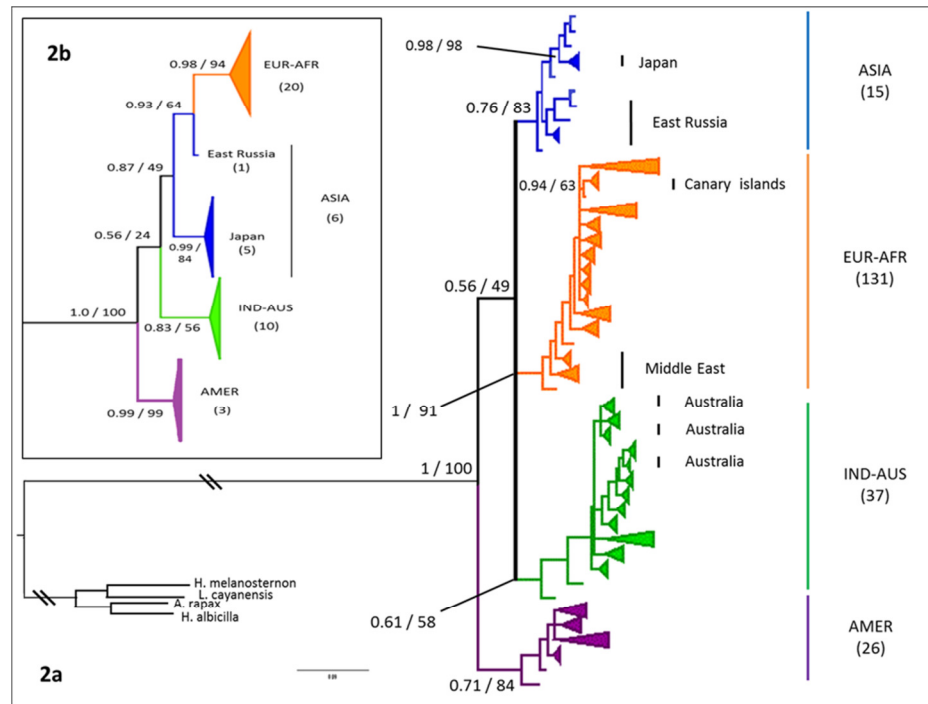 2b
0.98 / 94
EUR-AFR
(20)
0.93 / 64
East Russia
(1)
0.87 / 49
ASIA
(6)
Japan
(5)
0.99 /
84
0.56 / 24
IND-AUS
(10)
1.0 / 100
0.83 / 56
AMER
(3)
0.99 / 99
0.98 / 98
Japan
ASIA
(15)
0.76 / 83
East Russia
0.94 / 63
Canary islands
EUR-AFR
(131)
0.56 / 49
Middle East
1 / 91
Australia
Australia
Australia
1 / 100
IND-AUS
(37)
H. melanosternon
L. cayanensis
A. rapax
H. albicilla
0.61 / 58
AMER
(26)
0.71 / 84
2a